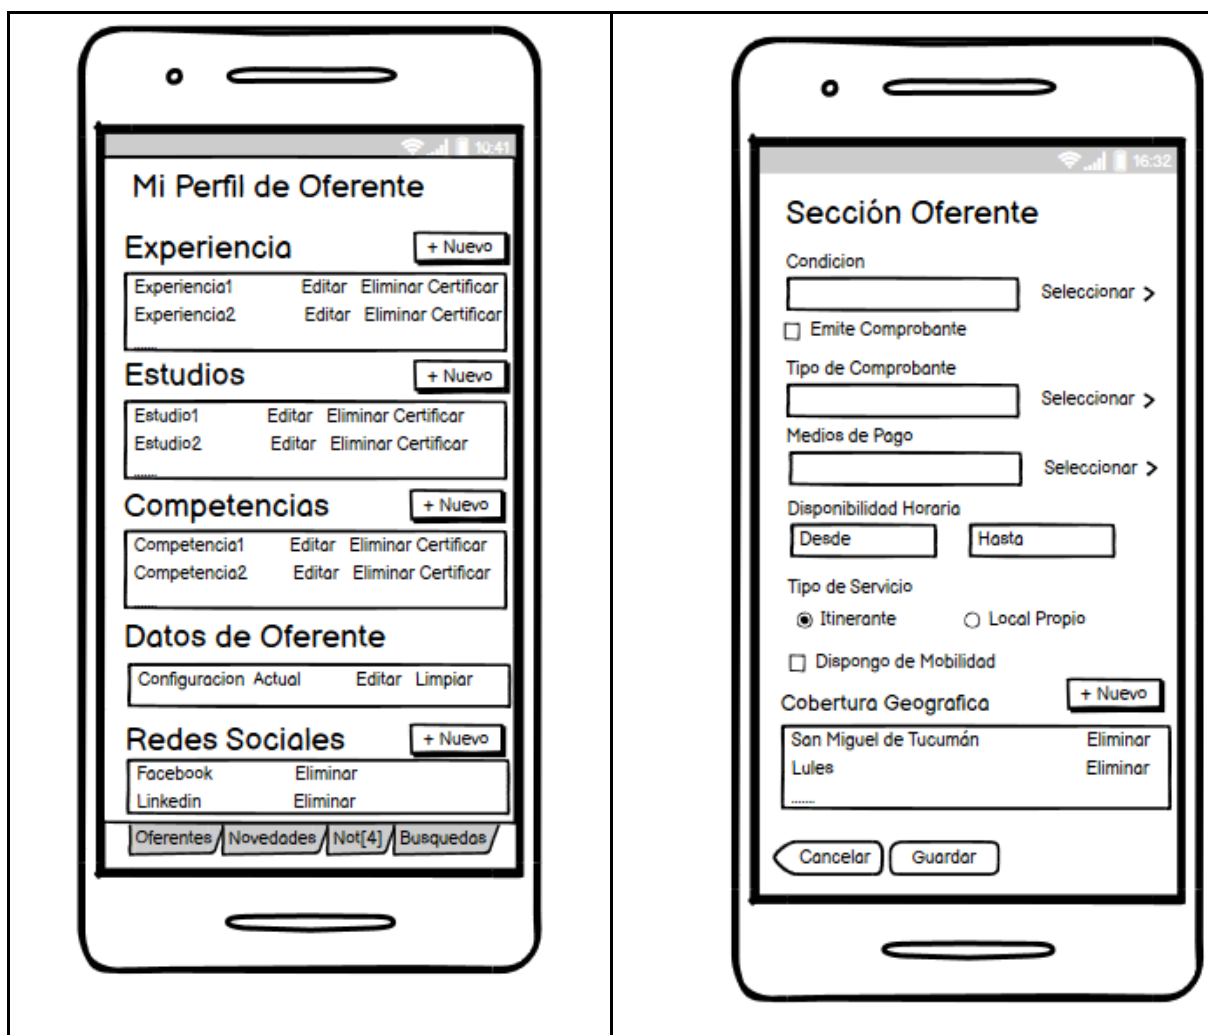 10:41
Mi Perfil de Oferente
Experiencia + Nuevo
Experiencia1 Editar Eliminar Certificar
Experiencia2 Editar Eliminar Certificar
.......
Estudios + Nuevo
Estudio1 Editar Eliminar Certificar
Estudio2 Editar Eliminar Certificar
.......
Competencias + Nuevo
Competencia1 Editar Eliminar Certificar
Competencia2 Editar Eliminar Certificar
.......
Datos de Oferente
Configuracion Actual Editar Limpiar
Redes Sociales + Nuevo
Facebook Eliminar
Linkedin Eliminar
Oferentes Novedades Not[4] Busquedas
16:32
Sección Oferente
Condicion
Seleccionar >
Emite Comprobante
Tipo de Comprobante
Seleccionar >
Medios de Pago
Seleccionar >
Disponibilidad Horaria
Desde Hasta
Tipo de Servicio
Itinerante Local Propio
Dispongo de Mobilidad
Cobertura Geografica + Nuevo
San Miguel de Tucumán Eliminar
Lules Eliminar
.......
Cancelar Guardar